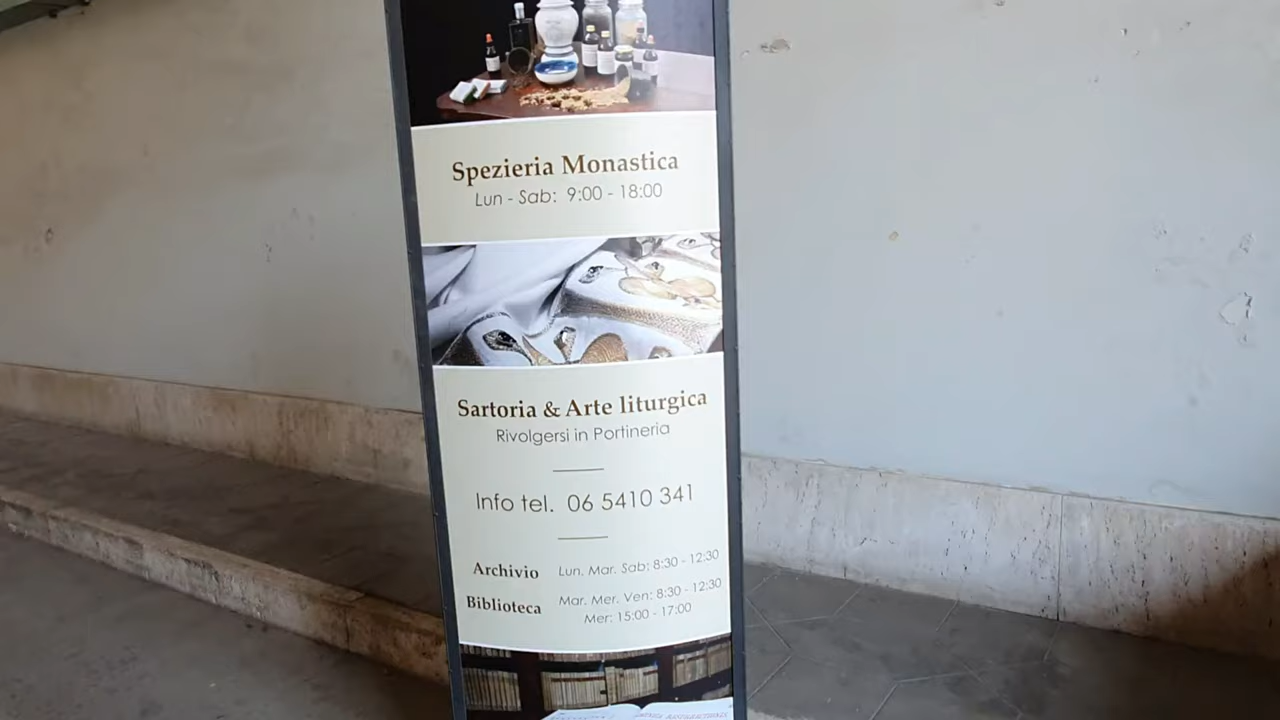 Spezieria Monastica
Lun - Sab: 9:00 - 18:00
Sartoria & Arte liturgica
Rivolgersi in Portineria
Info tel. 06 5410 341
Archivio Lun. Mar. Sab: 8:30 - 12:30
Biblioteca Mar. Mer. Ven: 8:30 - 12:30
Mer: 15:00 - 17:00